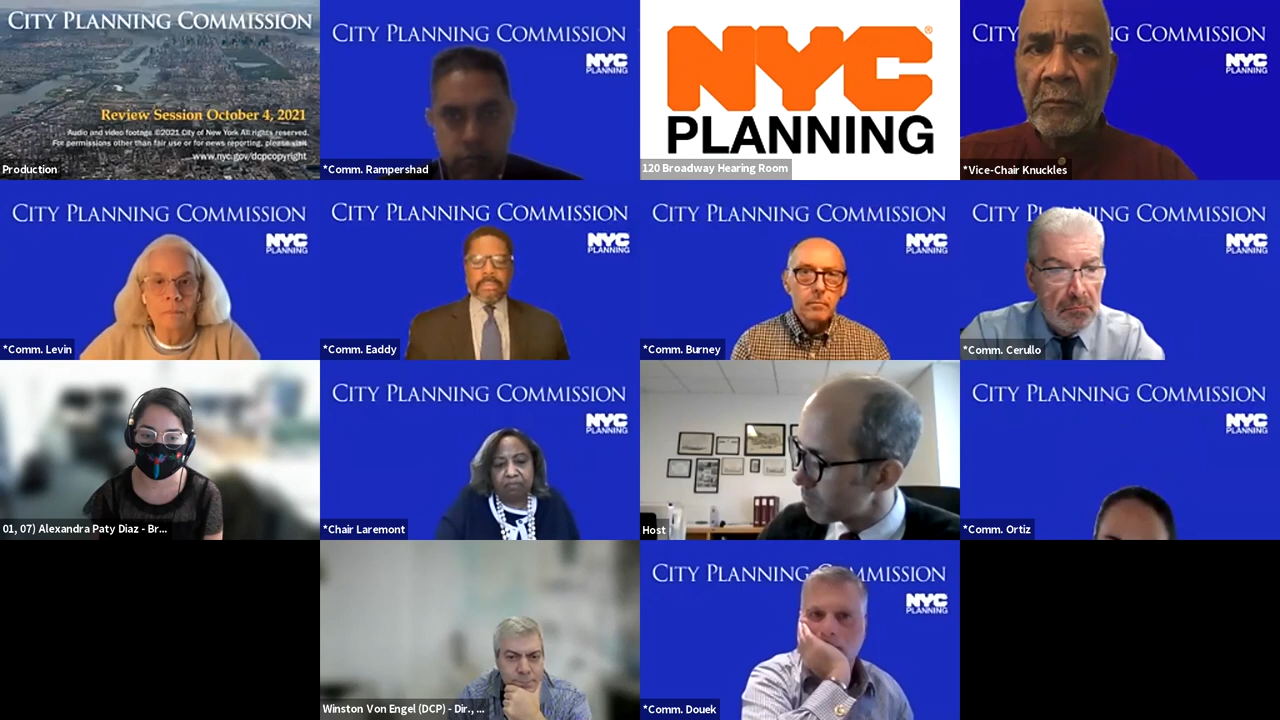 CITY PLANNING COMMISSION
Review Session October 4, 2021
Audio and video footage ©2021 City of New York All rights reserved.
For permissions other than fair use or for news reporting, please visit
www.nyc.gov/dcpcopyright
Production
CITY PLANNING COMMISSION
NYC
PLANNING
*Comm. Rampershad
NYC®
PLANNING
120 Broadway Hearing Room
CITY NG COMMISSION
NYC
PLANNING
*Vice-Chair Knuckles
CITY PLANNING COMMISSION
NYC
PLANNING
*Comm. Levin
CITY PLANNING COMMISSION
NYC
PLANNING
*Comm. Eaddy
CITY PLANNING COMMISSION
NYC
PLANNING
*Comm. Burney
CITY PLANNING COMMISSION
NYC
PLANNING
*Comm. Cerullo
01, 07) Alexandra Paty Diaz - Br...
CITY PLANNING COMMISSION
NYC
PLANNING
*Chair Laremont
Host
CITY PLANNING COMMISSION
NYC
PLANNING
*Comm. Ortiz
Winston Von Engel (DCP) - Dir., ...
CITY PLANNING COMMISSION
NYC
PLANNING
*Comm. Douek